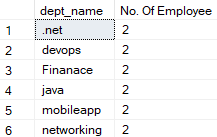 dept_name No. Of Employee
1 .net 2
2 devops 2
3 Finanace 2
4 java 2
5 mobileapp 2
6 networking 2